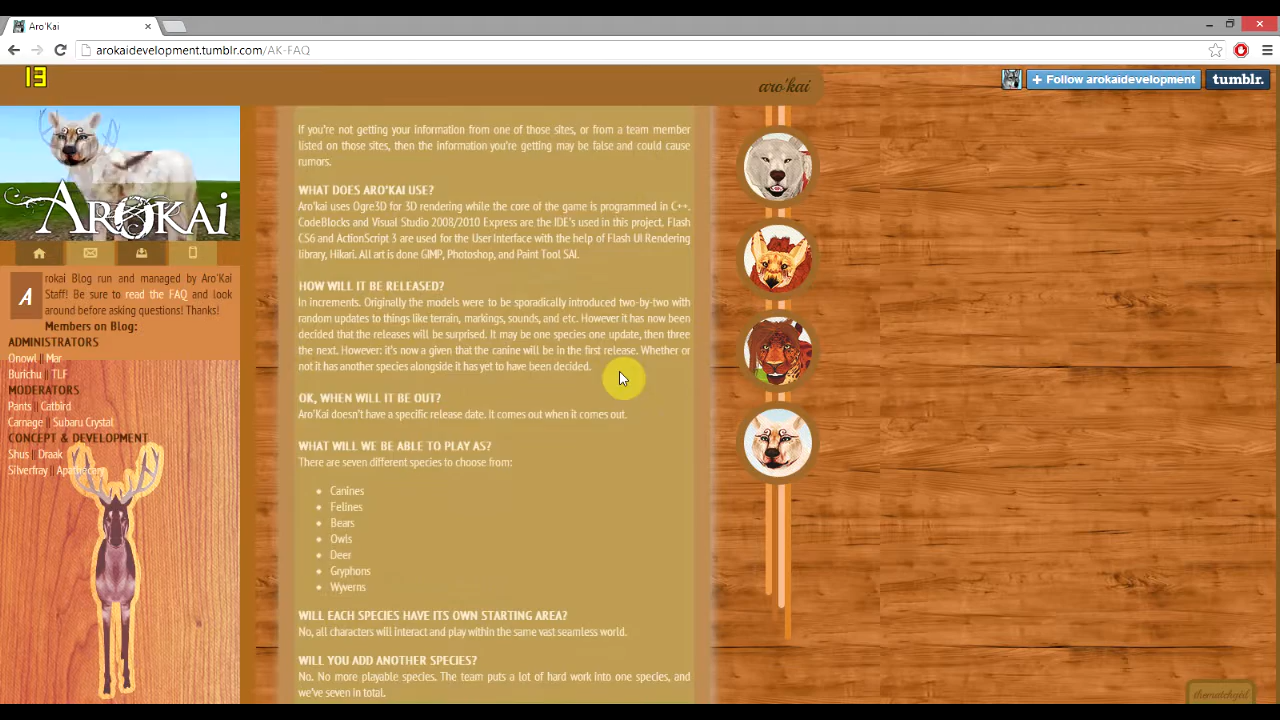 Aro'Kai
arokaidevelopment.tumblr.com/AK-FAQ
13
aro'kai
Follow arokaidevelopment
tumblr.
AROKAI
A rokai Blog run and managed by Aro'Kai
Staff! Be sure to read the FAQ and look
around before asking questions! Thanks!
Members on Blog:
ADMINISTRATORS
Onowl | Mar
Burichu | TLF
MODERATORS
Pants | Catbird
Carnage | Subaru Crystal
CONCEPT & DEVELOPMENT
Shus | Draak
Silverfray | Apothecary
If you're not getting your information from one of those sites, or from a team member
listed on those sites, then the information you're getting may be false and could cause
rumors.
WHAT DOES ARO'KAI USE?
Aro'kai uses Ogre3D for 3D rendering while the core of the game is programmed in C++.
CodeBlocks and Visual Studio 2008/2010 Express are the IDE's used in this project. Flash
CS6 and ActionScript 3 are used for the User Interface with the help of Flash UI Rendering
library, Hikari. All art is done GIMP, Photoshop, and Paint Tool SAI.
HOW WILL IT BE RELEASED?
In increments. Originally the models were to be sporadically introduced two-by-two with
random updates to things like terrain, markings, sounds, and etc. However it has now been
decided that the releases will be surprised. It may be one species one update, then three
the next. However: it's now a given that the canine will be in the first release. Whether or
not it has another species alongside it has yet to have been decided.
OK, WHEN WILL IT BE OUT?
Aro'Kai doesn't have a specific release date. It comes out when it comes out.
WHAT WILL WE BE ABLE TO PLAY AS?
There are seven different species to choose from:
Canines
Felines
Bears
Owls
Deer
Gryphons
Wyverns
WILL EACH SPECIES HAVE ITS OWN STARTING AREA?
No, all characters will interact and play within the same vast seamless world.
WILL YOU ADD ANOTHER SPECIES?
No. No more playable species. The team puts a lot of hard work into one species, and
we've seven in total.
thematchgirl